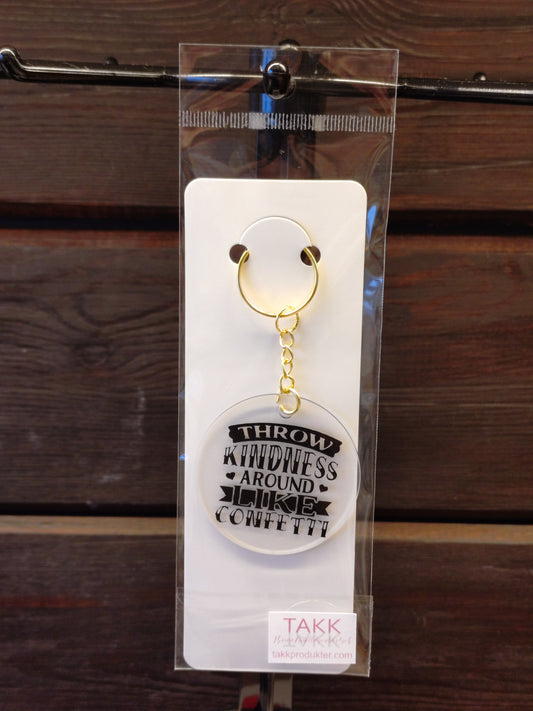 THROW
KINDNESS
AROUND
LIKE
CONFETTI
TAKK
takkprodukter.com